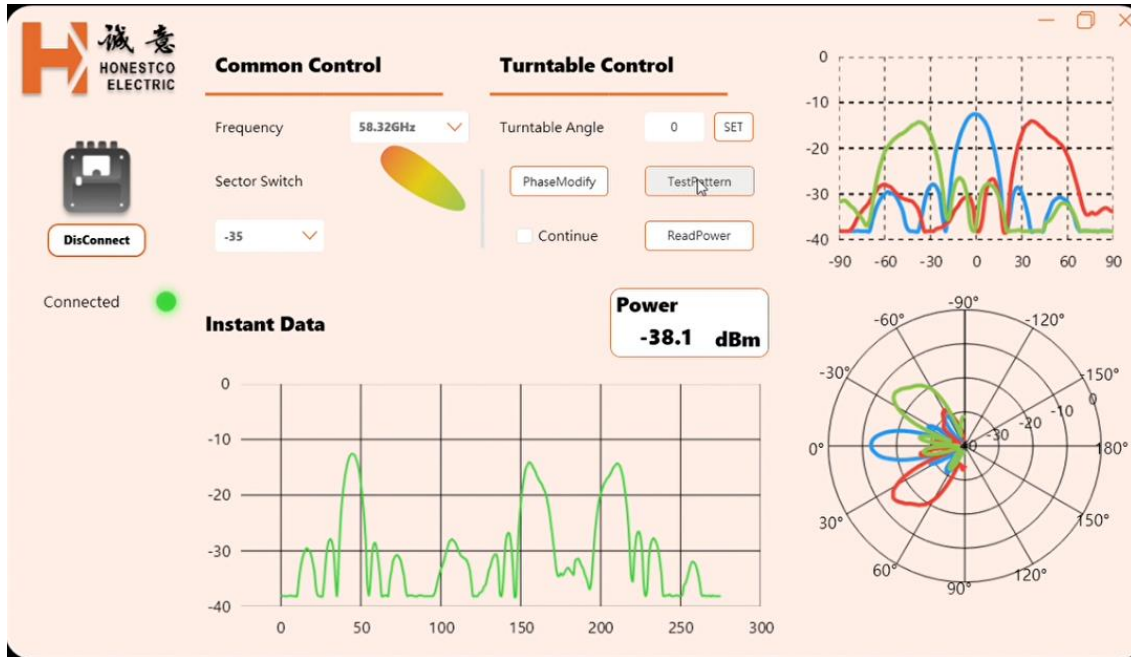 诚意
HONESTCO
ELECTRIC
Common Control
Turntable Control
Frequency
58.32GHz
Turntable Angle
0
SET
Sector Switch
PhaseModify
TestPattern
DisConnect
-35
Continue
ReadPower
Connected
Instant Data
Power
-38.1 dBm
0
-10
-20
-30
-40
0 50 100 150 200 250 300
0
-10
-20
-30
-40
-90 -60 -30 0 30 60 90
-90°
-60° -120°
-30° -150°
0
-10
-20
-30
0° 180°
30° 150°
60° 120°
90°